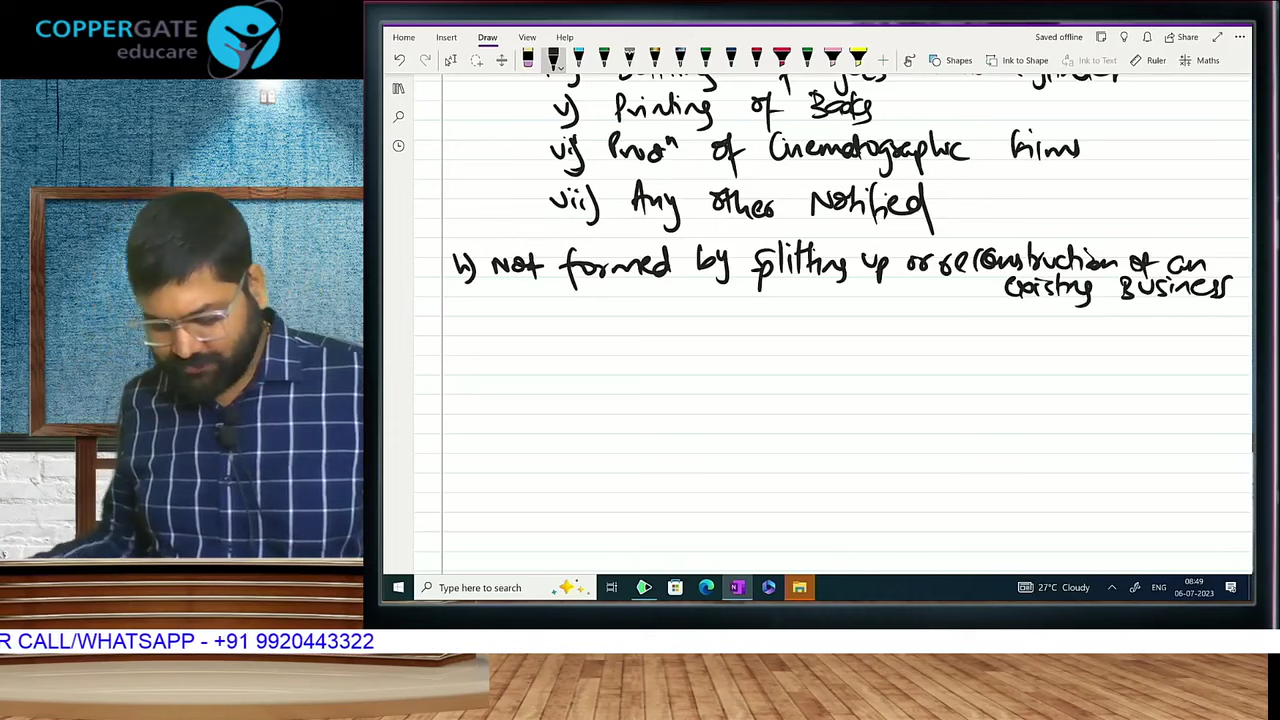 COPPERGATE
educare
Home Insert Draw View Help
Saved offline
Share
Shapes
Ink to Shape
Ink to Text
Ruler
Maths
v) Printing of Books
vi) Prodn of Cinematographic films
vii) Any other Notified
h) Not formed by splitting up or reconstruction of an
existing Business
Type here to search
27°C Cloudy
ENG
08:49
06-07-2023
R CALL/WHATSAPP - +91 9920443322